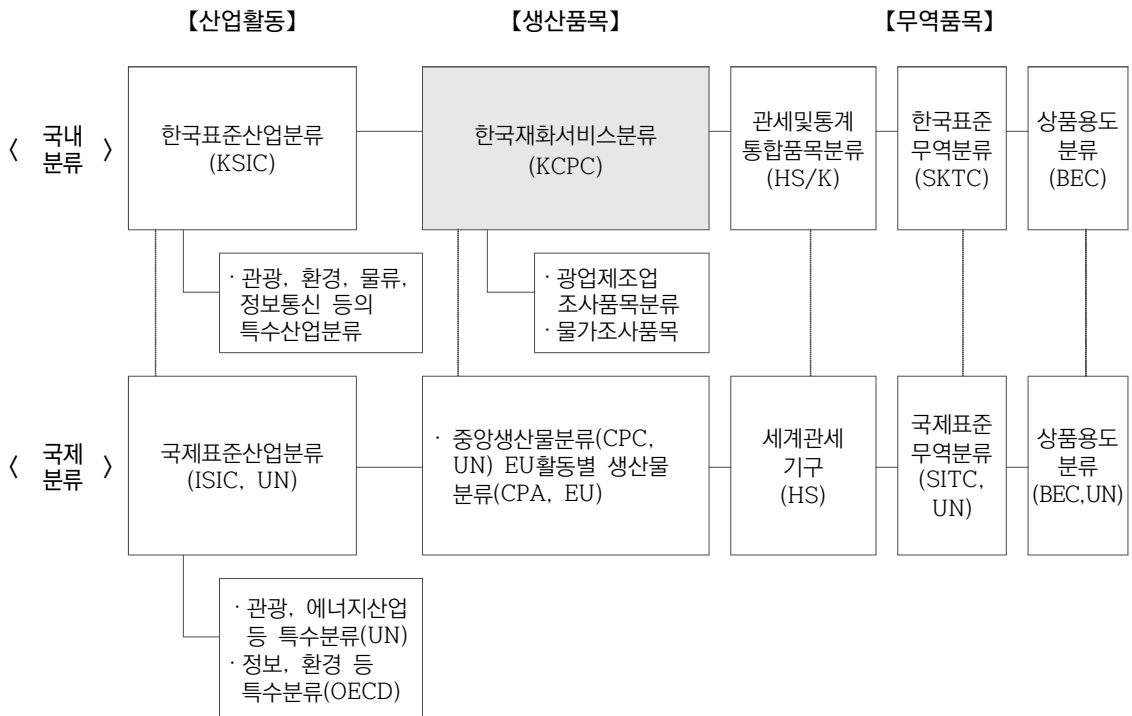 【산업활동】
【생산품목】
【무역품목】
〈 국내 분류 〉
한국표준산업분류
(KSIC)
한국재화서비스분류
(KCPC)
관세및통계
통합품목분류
(HS/K)
한국표준
무역분류
(SKTC)
상품용도
분류
(BEC)
· 관광, 환경, 물류,
정보통신 등의
특수산업분류
· 광업제조업
조사품목분류
· 물가조사품목
〈 국제 분류 〉
국제표준산업분류
(ISIC, UN)
· 중앙생산물분류(CPC,
UN) EU활동별 생산물
분류(CPA, EU)
세계관세
기구
(HS)
국제표준
무역분류
(SITC,
UN)
상품용도
분류
(BEC,UN)
· 관광, 에너지산업
등 특수분류(UN)
· 정보, 환경 등
특수분류(OECD)